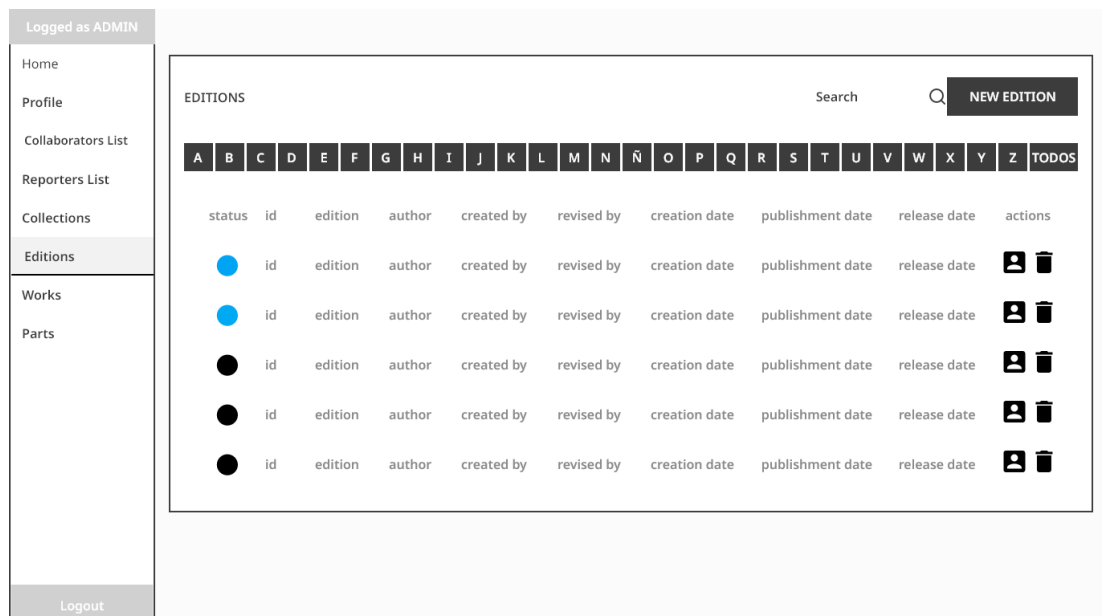 Logged as ADMIN
Home
Profile
Collaborators List
Reporters List
Collections
Editions
Works
Parts
Logout
EDITIONS
Search
NEW EDITION
A B C D E F G H I J K L M N Ñ O P Q R S T U V W X Y Z TODOS
status id edition author created by revised by creation date publishment date release date actions
id edition author created by revised by creation date publishment date release date
id edition author created by revised by creation date publishment date release date
id edition author created by revised by creation date publishment date release date
id edition author created by revised by creation date publishment date release date
id edition author created by revised by creation date publishment date release date